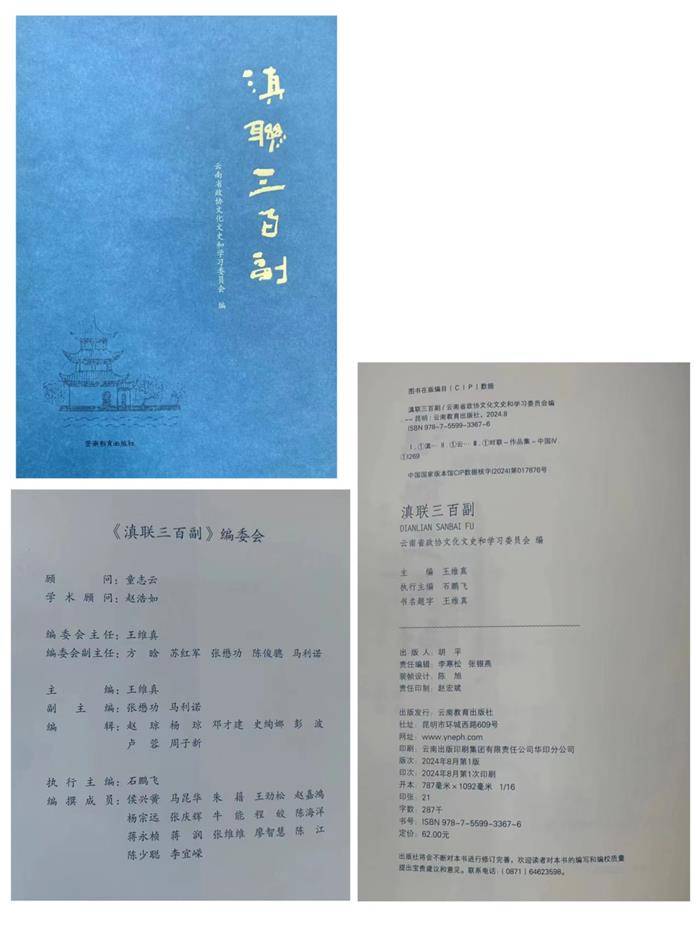 滇聯三百副
云南省政协文化文史和学习委员会 编
云南教育出版社
《滇联三百副》编委会
顾 问：童志云
学术顾问：赵浩如
编委会主任：王维真
编委会副主任：方 晗 苏红军 张懋功 陈俊骢 马利诺
主 编：王维真
副 主 编：张懋功 马利诺
编 辑：赵 琼 杨 琼 邓才建 史绚娜 彭 波
卢 蓉 周子新
执行主编：石鹏飞
编撰成员：侯兴黉 马昆华 朱 籍 王劲松 赵嘉鸿
杨宗远 张庆辉 牛 能 程 皎 陈海洋
蒋永桢 蒋 润 张维维 廖智慧 陈 江
陈少聪 李宜嵘
图书在版编目（CIP）数据
滇联三百副／云南省政协文化文史和学习委员会编
-- 昆明：云南教育出版社，2024.8
ISBN 978-7-5599-3367-6
Ⅰ.①滇… Ⅱ.①云… Ⅲ.①对联－作品集－中国Ⅳ.
①I269
中国国家版本馆CIP数据核字(2024)第017876号
滇联三百副
DIANLIAN SANBAI FU
云南省政协文化文史和学习委员会 编
主 编 王维真
执行主编 石鹏飞
书名题字 王维真
出版人：胡 平
责任编辑：李寒松 张银燕
装帧设计：陈 旭
责任印制：赵宏斌
出版发行：云南教育出版社
社址：昆明市环城西路609号
网址：www.yneph.com
印刷：云南出版印刷集团有限责任公司华印分公司
版次：2024年8月第1版
印次：2024年8月第1次印刷
开本：787毫米×1092毫米 1/16
印张：21
字数：287千
书号：ISBN 978-7-5599-3367-6
定价：62.00元
出版社将会不断对本书进行修订完善，欢迎读者对本书的编写和编校质量
提出宝贵建议和意见。联系电话：(0871) 64623598。